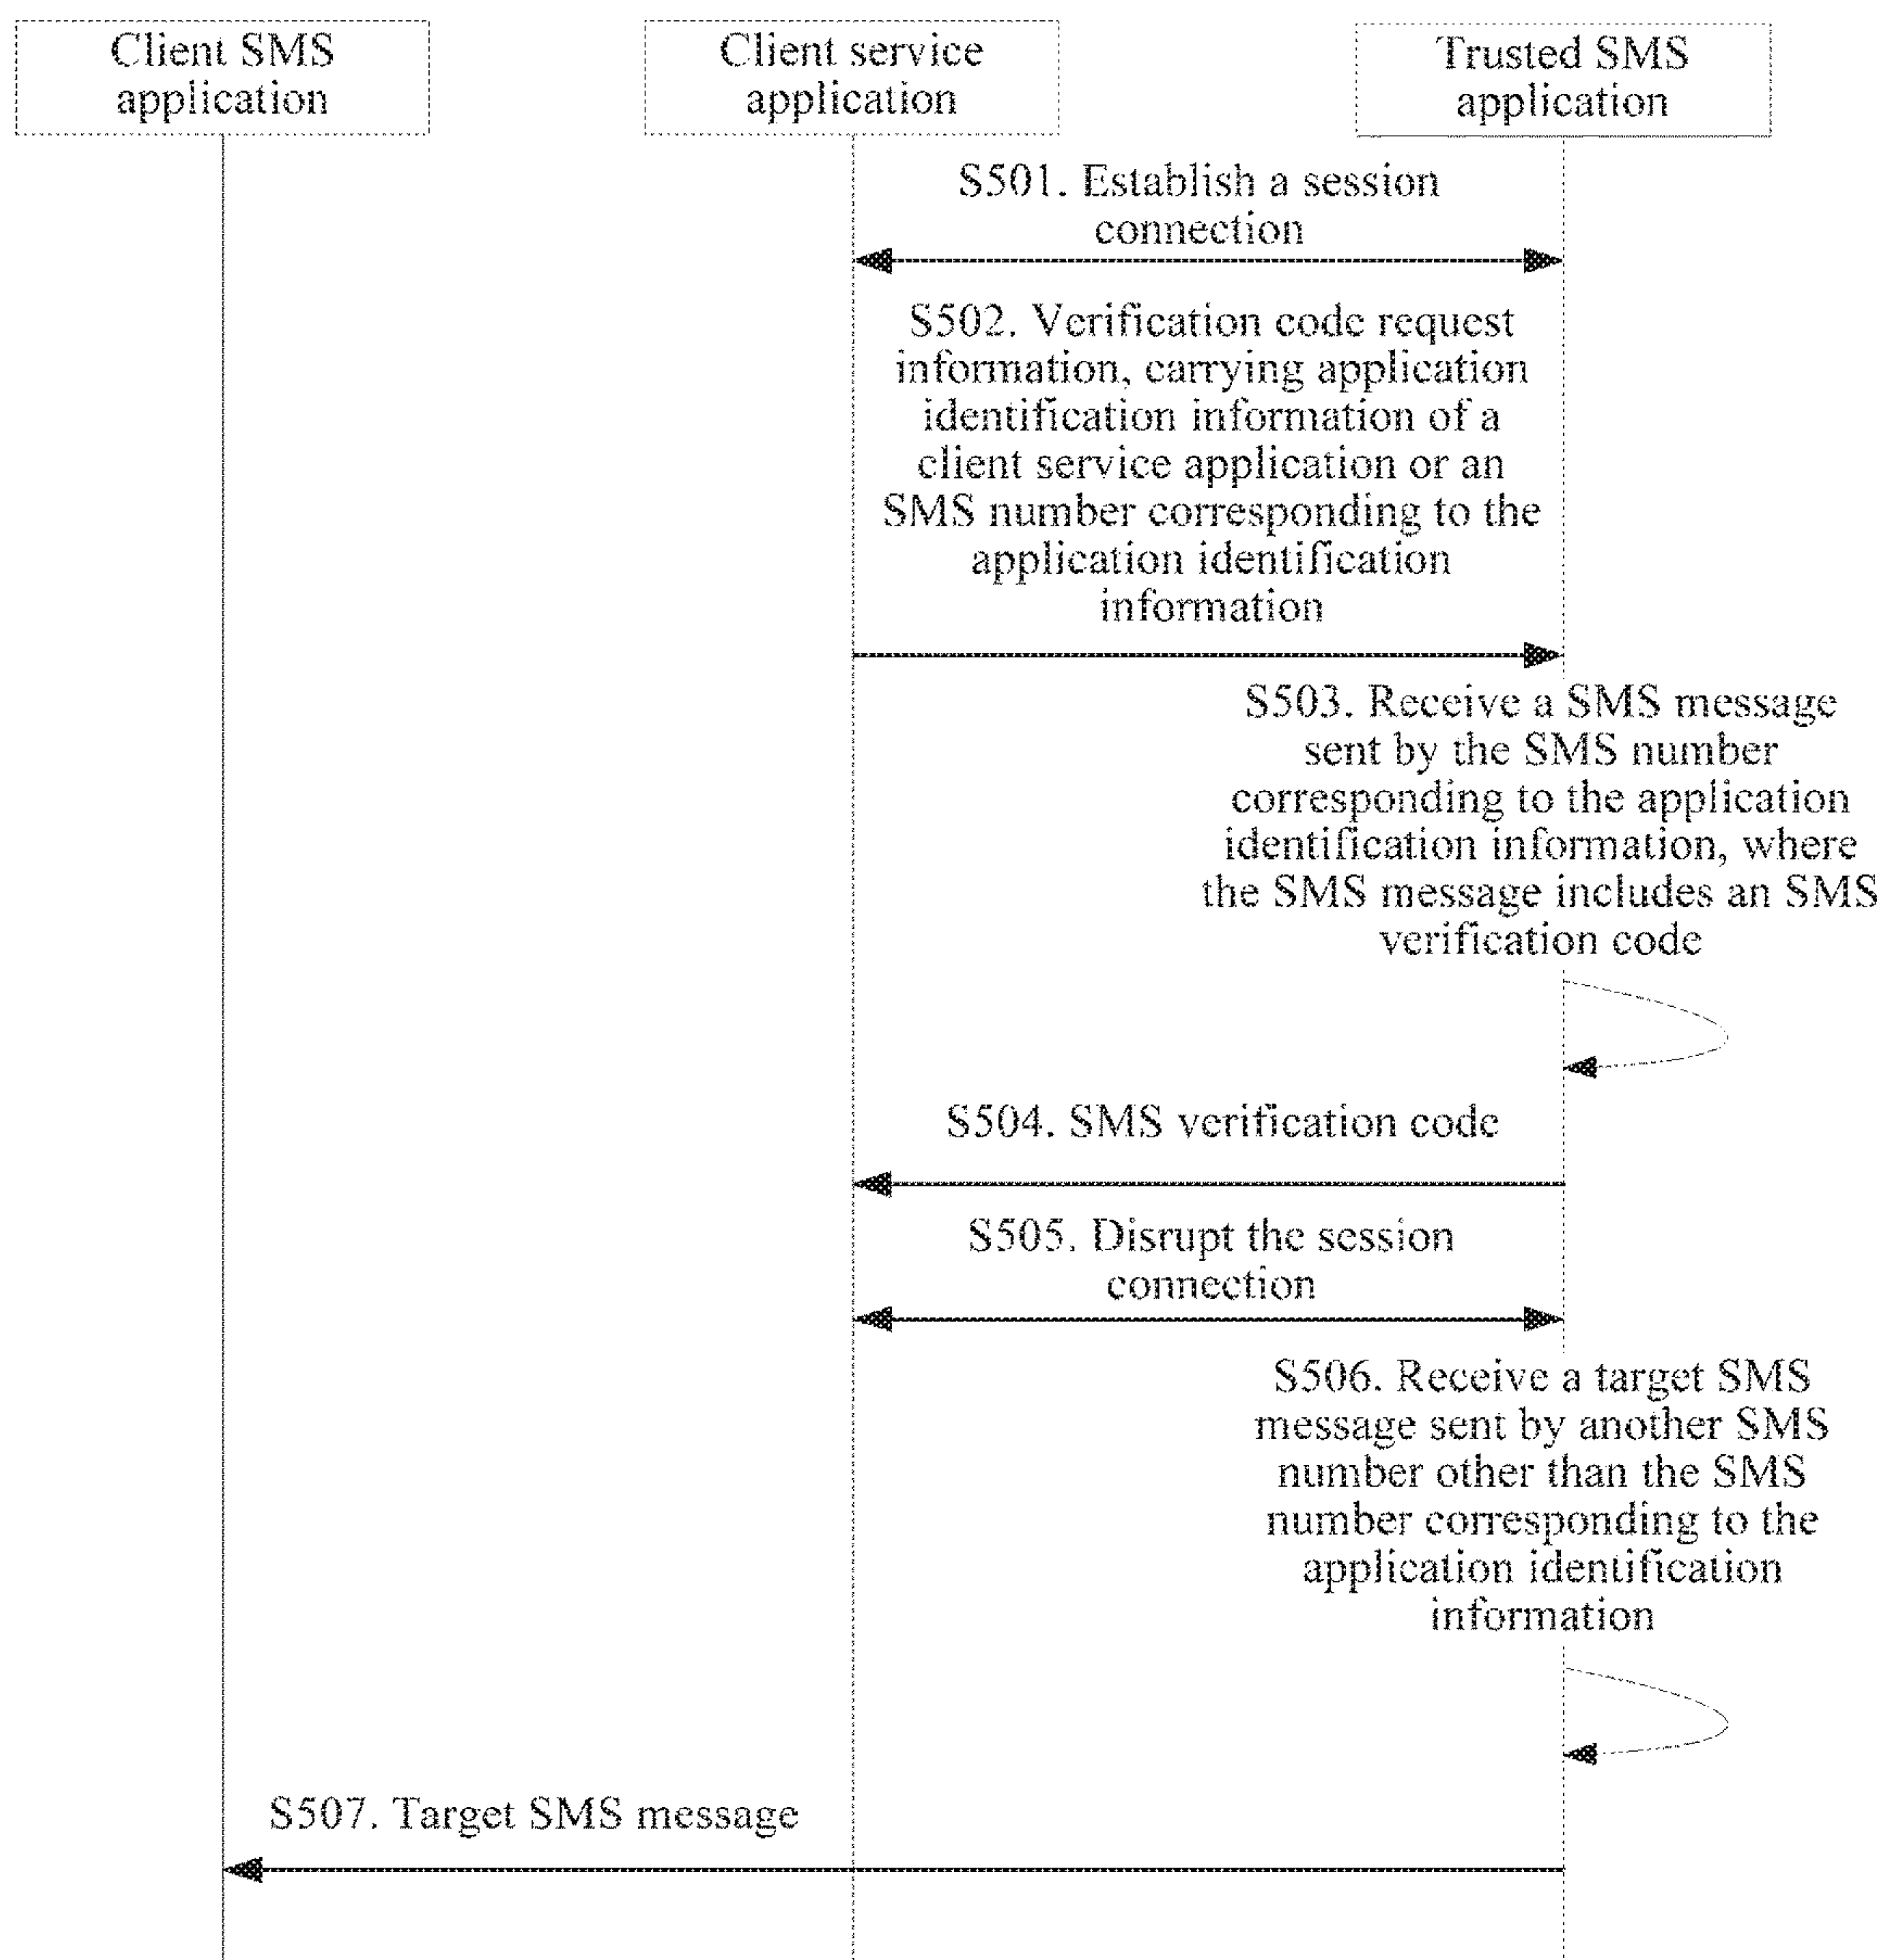 Client SMS
application
Client service
application
Trusted SMS
application
S501. Establish a session
connection
S502. Verification code request
information, carrying application
identification information of a
client service application or an
SMS number corresponding to the
application identification
information
S503. Receive a SMS message
sent by the SMS number
corresponding to the application
identification information, where
the SMS message includes an SMS
verification code
S504. SMS verification code
S505. Disrupt the session
connection
S506. Receive a target SMS
message sent by another SMS
number other than the SMS
number corresponding to the
application identification
information
S507. Target SMS message